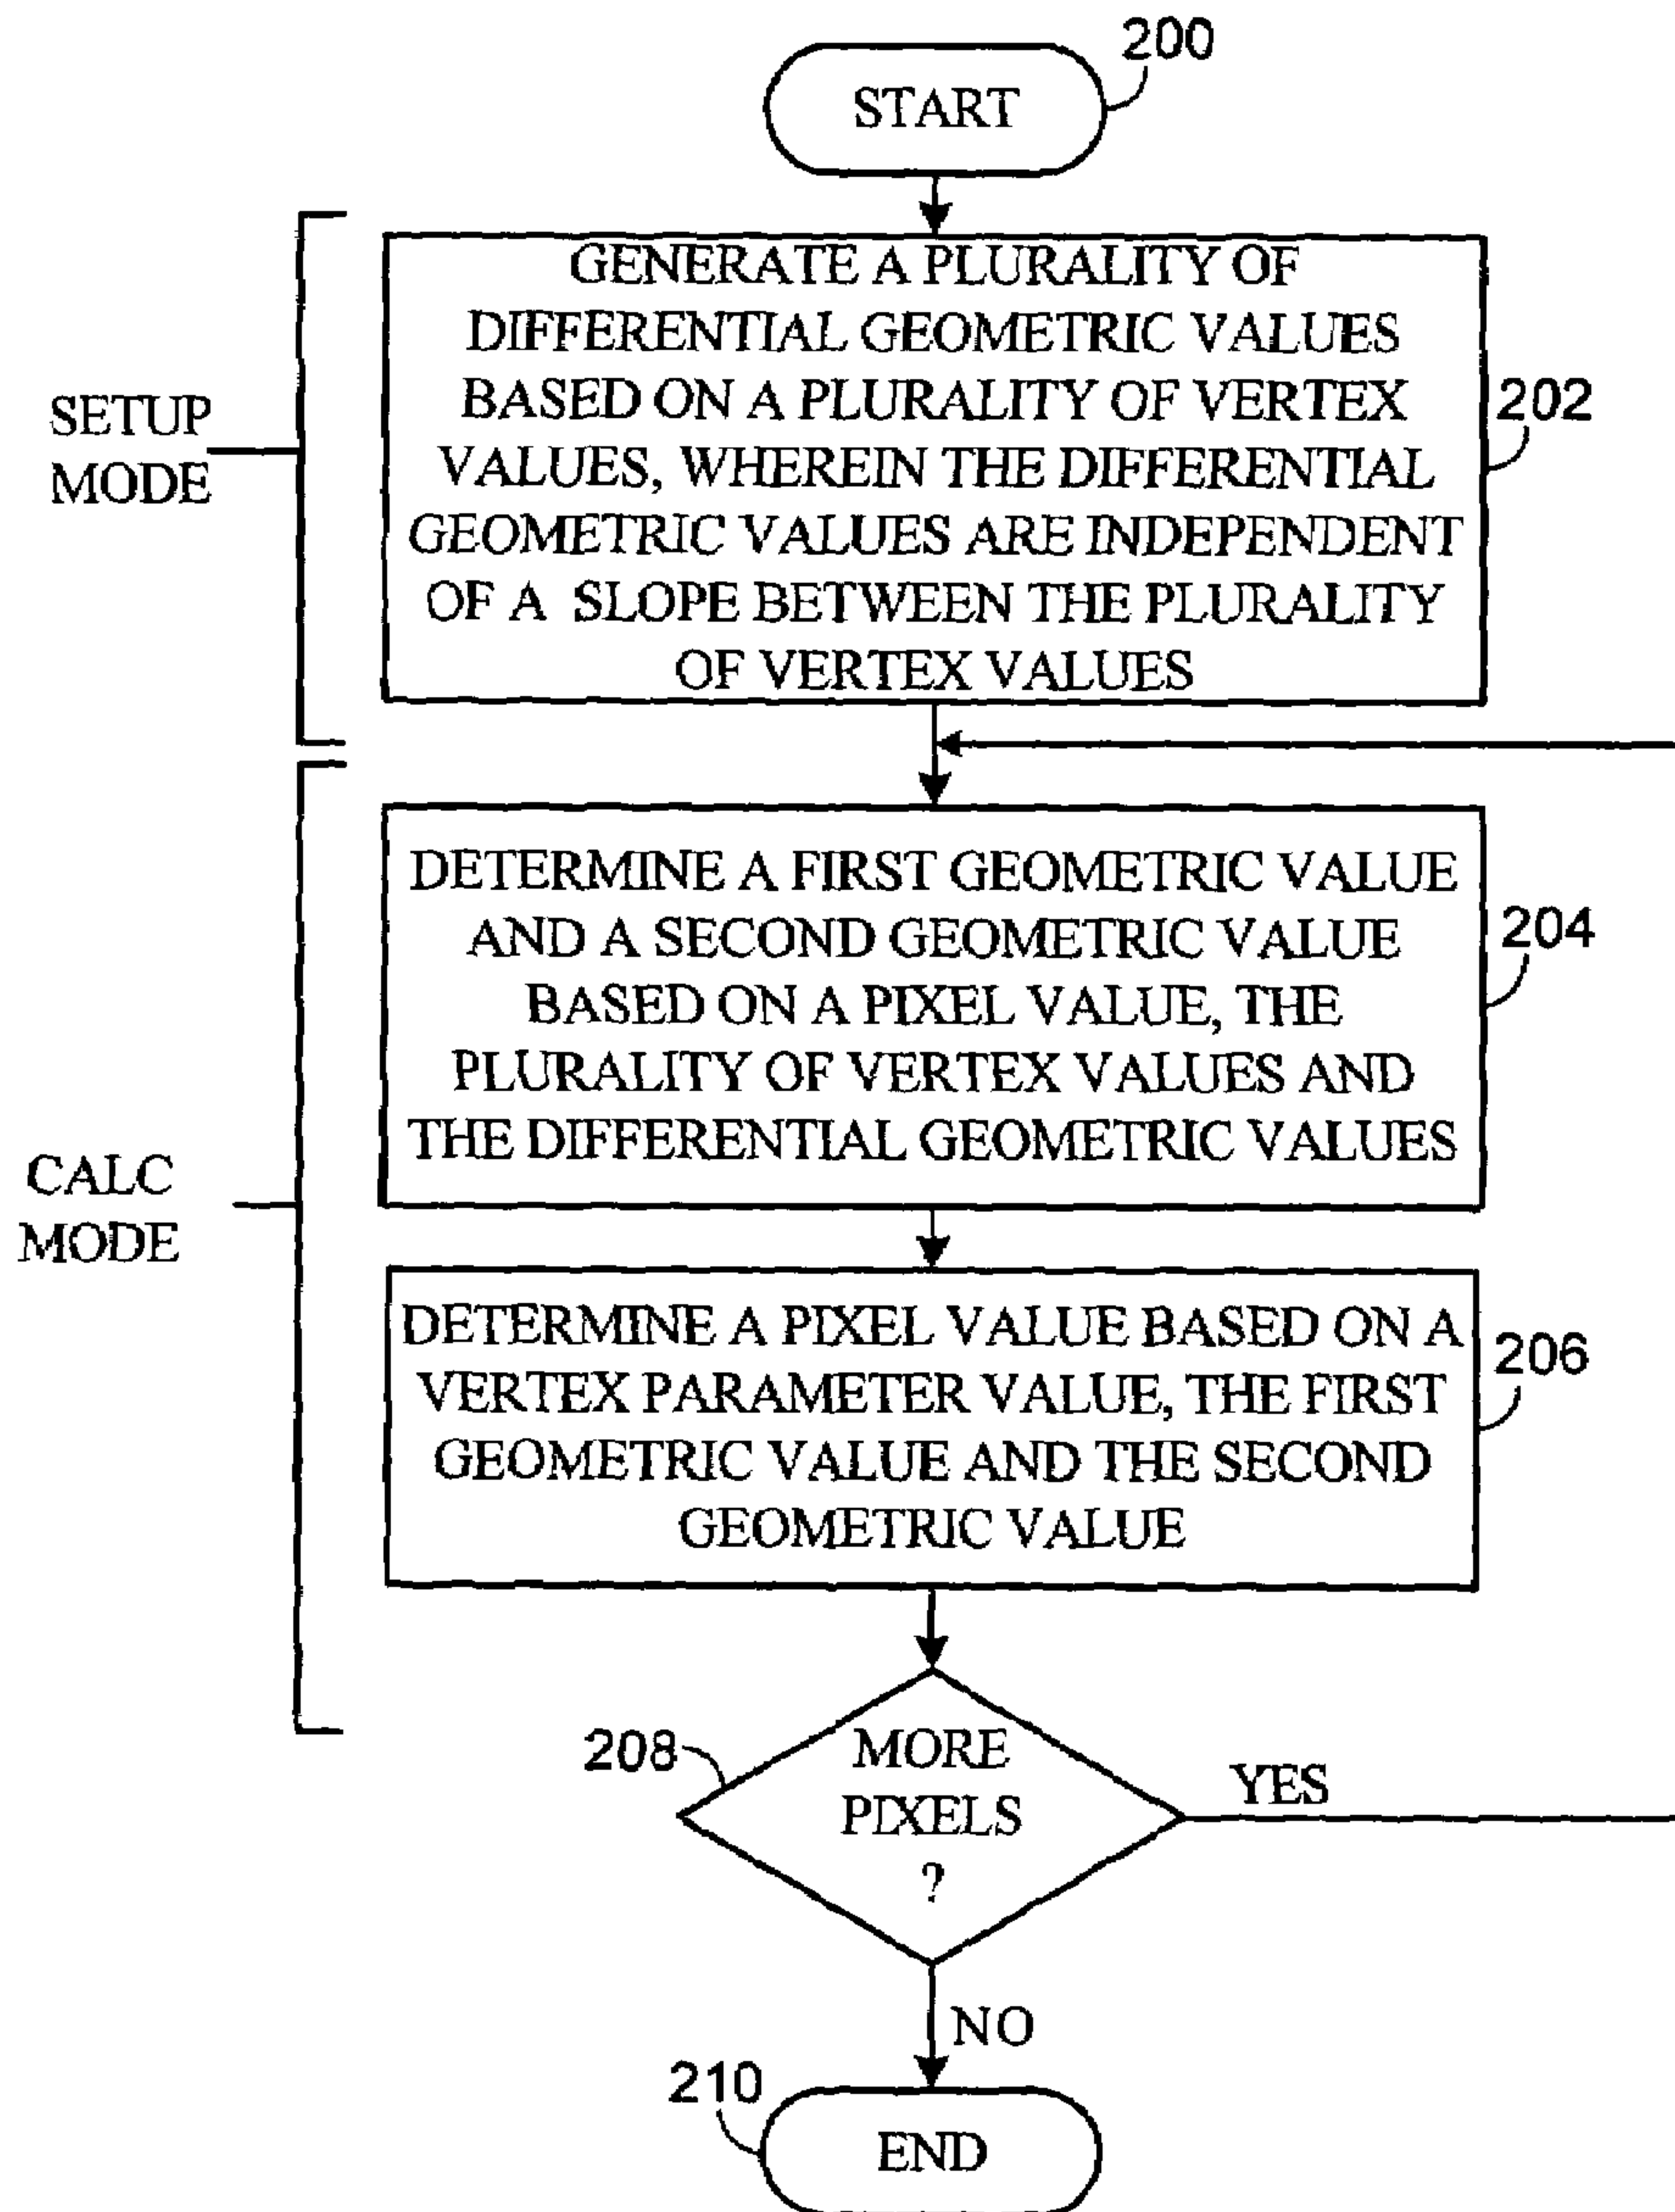 200
START
SETUP
MODE
GENERATE A PLURALITY OF
DIFFERENTIAL GEOMETRIC VALUES
BASED ON A PLURALITY OF VERTEX
VALUES, WHEREIN THE DIFFERENTIAL
GEOMETRIC VALUES ARE INDEPENDENT
OF A SLOPE BETWEEN THE PLURALITY
OF VERTEX VALUES
202
CALC
MODE
DETERMINE A FIRST GEOMETRIC VALUE
AND A SECOND GEOMETRIC VALUE
BASED ON A PIXEL VALUE, THE
PLURALITY OF VERTEX VALUES AND
THE DIFFERENTIAL GEOMETRIC VALUES
204
DETERMINE A PIXEL VALUE BASED ON A
VERTEX PARAMETER VALUE, THE FIRST
GEOMETRIC VALUE AND THE SECOND
GEOMETRIC VALUE
206
208
MORE
PIXELS
?
YES
NO
210
END